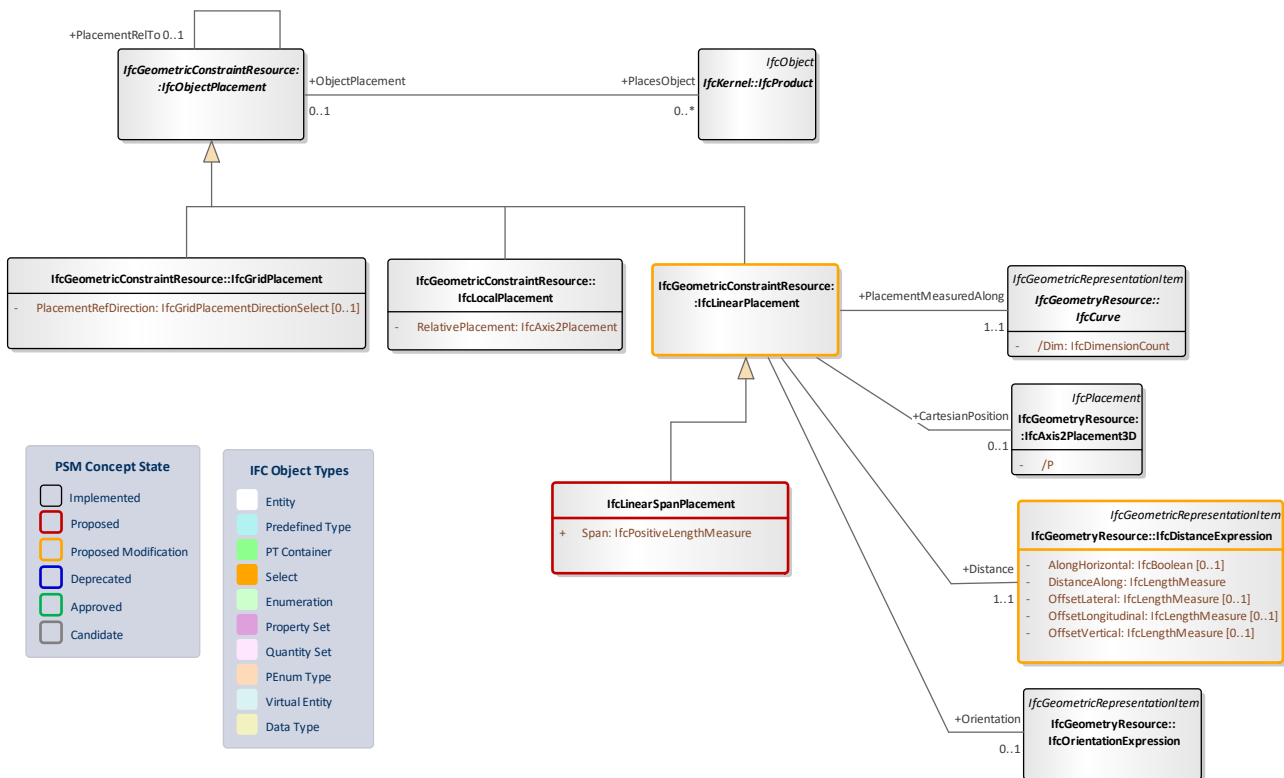 +PlacementRelTo 0..1
IfcGeometricConstraintResource:
:IfcObjectPlacement
+ObjectPlacement
0..1
+PlacesObject
0..*
IfcObject
IfcKernel::IfcProduct
IfcGeometricConstraintResource::IfcGridPlacement
- PlacementRefDirection: IfcGridPlacementDirectionSelect [0..1]
IfcGeometricConstraintResource::
IfcLocalPlacement
- RelativePlacement: IfcAxis2Placement
IfcGeometricConstraintResource:
:IfcLinearPlacement
+PlacementMeasuredAlong
1..1
IfcGeometricRepresentationItem
IfcGeometryResource::
IfcCurve
- /Dim: IfcDimensionCount
+CartesianPosition
0..1
IfcPlacement
IfcGeometryResource:
:IfcAxis2Placement3D
- /P
IfcLinearSpanPlacement
+ Span: IfcPositiveLengthMeasure
+Distance
1..1
IfcGeometricRepresentationItem
IfcGeometryResource::IfcDistanceExpression
- AlongHorizontal: IfcBoolean [0..1]
- DistanceAlong: IfcLengthMeasure
- OffsetLateral: IfcLengthMeasure [0..1]
- OffsetLongitudinal: IfcLengthMeasure [0..1]
- OffsetVertical: IfcLengthMeasure [0..1]
+Orientation
0..1
IfcGeometricRepresentationItem
IfcGeometryResource::
IfcOrientationExpression
PSM Concept State
Implemented
Proposed
Proposed Modification
Deprecated
Approved
Candidate
IFC Object Types
Entity
Predefined Type
PT Container
Select
Enumeration
Property Set
Quantity Set
PEnum Type
Virtual Entity
Data Type